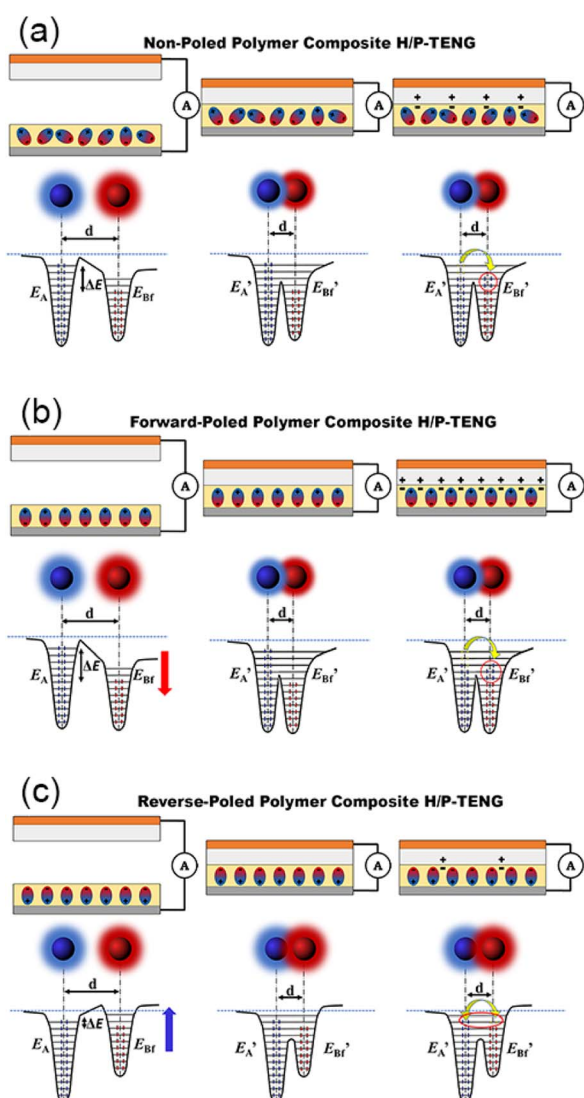 (a)
Non-Poled Polymer Composite H/P-TENG
A
A
A
+ + + +
- - - -
d
d
d
E_A ΔE E_Bf
E_A' E_Bf'
E_A' E_Bf'
(b)
Forward-Poled Polymer Composite H/P-TENG
A
A
A
+ + + + + + + +
- - - - - - - -
d
d
d
E_A ΔE E_Bf
E_A' E_Bf'
E_A' E_Bf'
(c)
Reverse-Poled Polymer Composite H/P-TENG
A
A
A
+ +
- -
d
d
d
E_A ΔE E_Bf
E_A' E_Bf'
E_A' E_Bf'